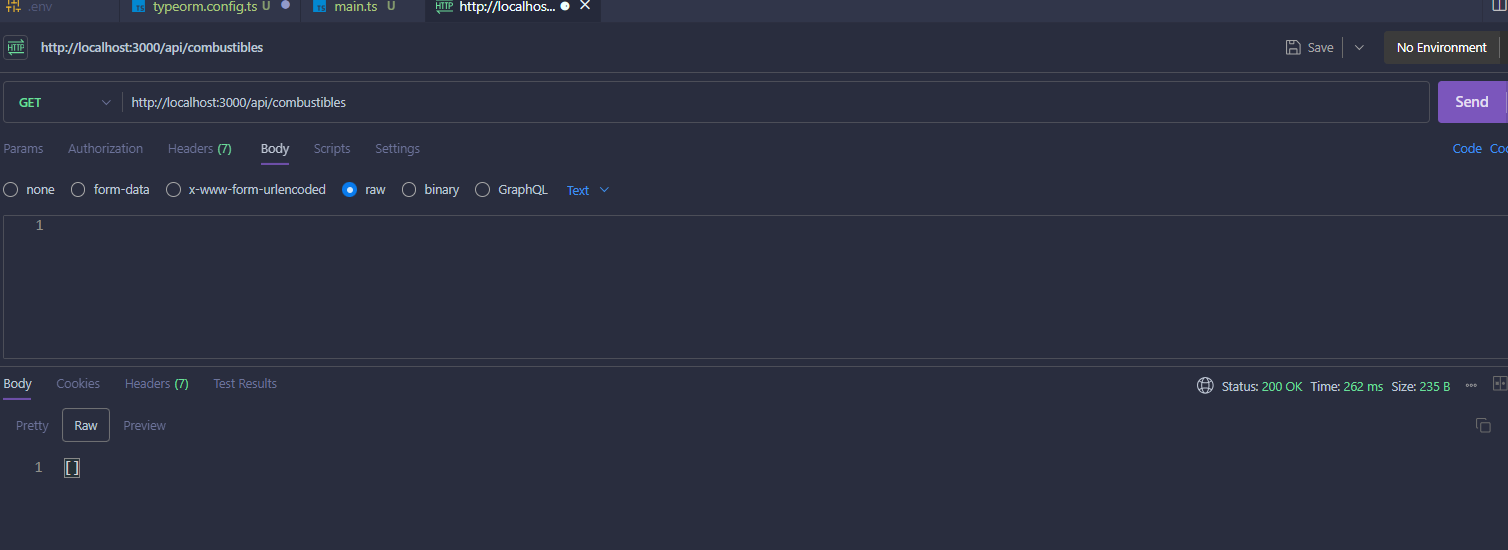 .env typeorm.config.ts U main.ts U HTTP http://localhos...
HTTP http://localhost:3000/api/combustibles Save No Environment
GET http://localhost:3000/api/combustibles Send
Params Authorization Headers (7) Body Scripts Settings Code Coo
none form-data x-www-form-urlencoded raw binary GraphQL Text
1
Body Cookies Headers (7) Test Results Status: 200 OK Time: 262 ms Size: 235 B
Pretty Raw Preview
1 []